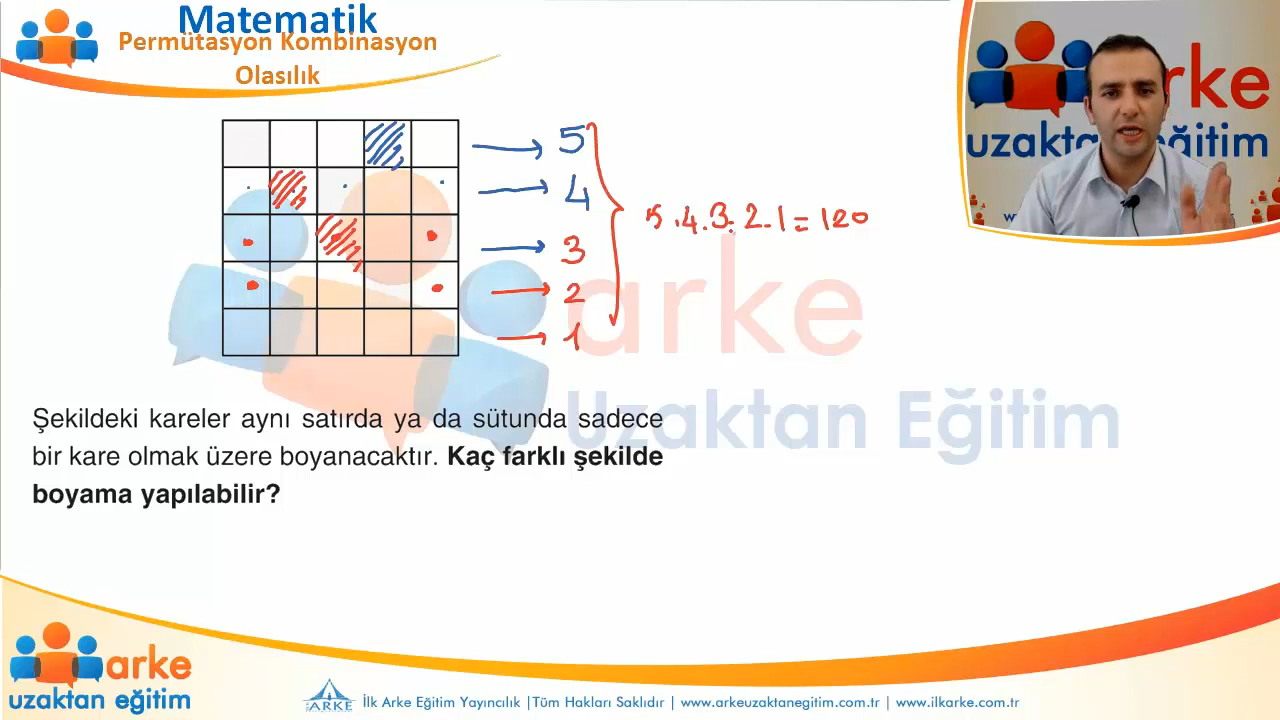 Matematik
Permütasyon Kombinasyon
Olasılık
arke
uzaktan eğitim
5
4
3
2
1
5.4.3.2.1=120
arke
Uzaktan Eğitim
Şekildeki kareler aynı satırda ya da sütunda sadece
bir kare olmak üzere boyanacaktır. Kaç farklı şekilde
boyama yapılabilir?
arke
uzaktan eğitim
ARKE
İlk Arke Eğitim Yayıncılık |Tüm Hakları Saklıdır | www.arkeuzaktanegitim.com.tr | www.ilkarke.com.tr